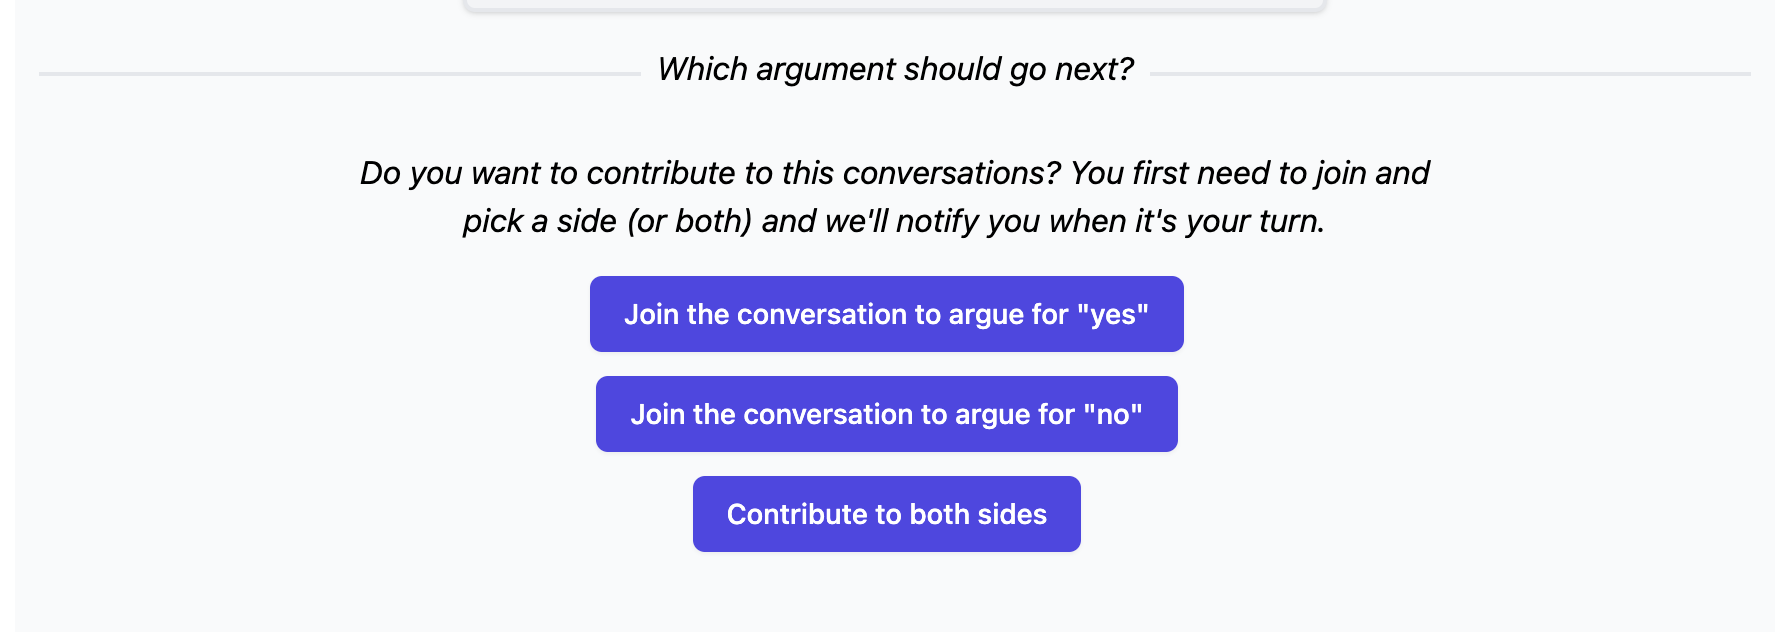 Which argument should go next?
Do you want to contribute to this conversations? You first need to join and
pick a side (or both) and we'll notify you when it's your turn.
Join the conversation to argue for "yes"
Join the conversation to argue for "no"
Contribute to both sides